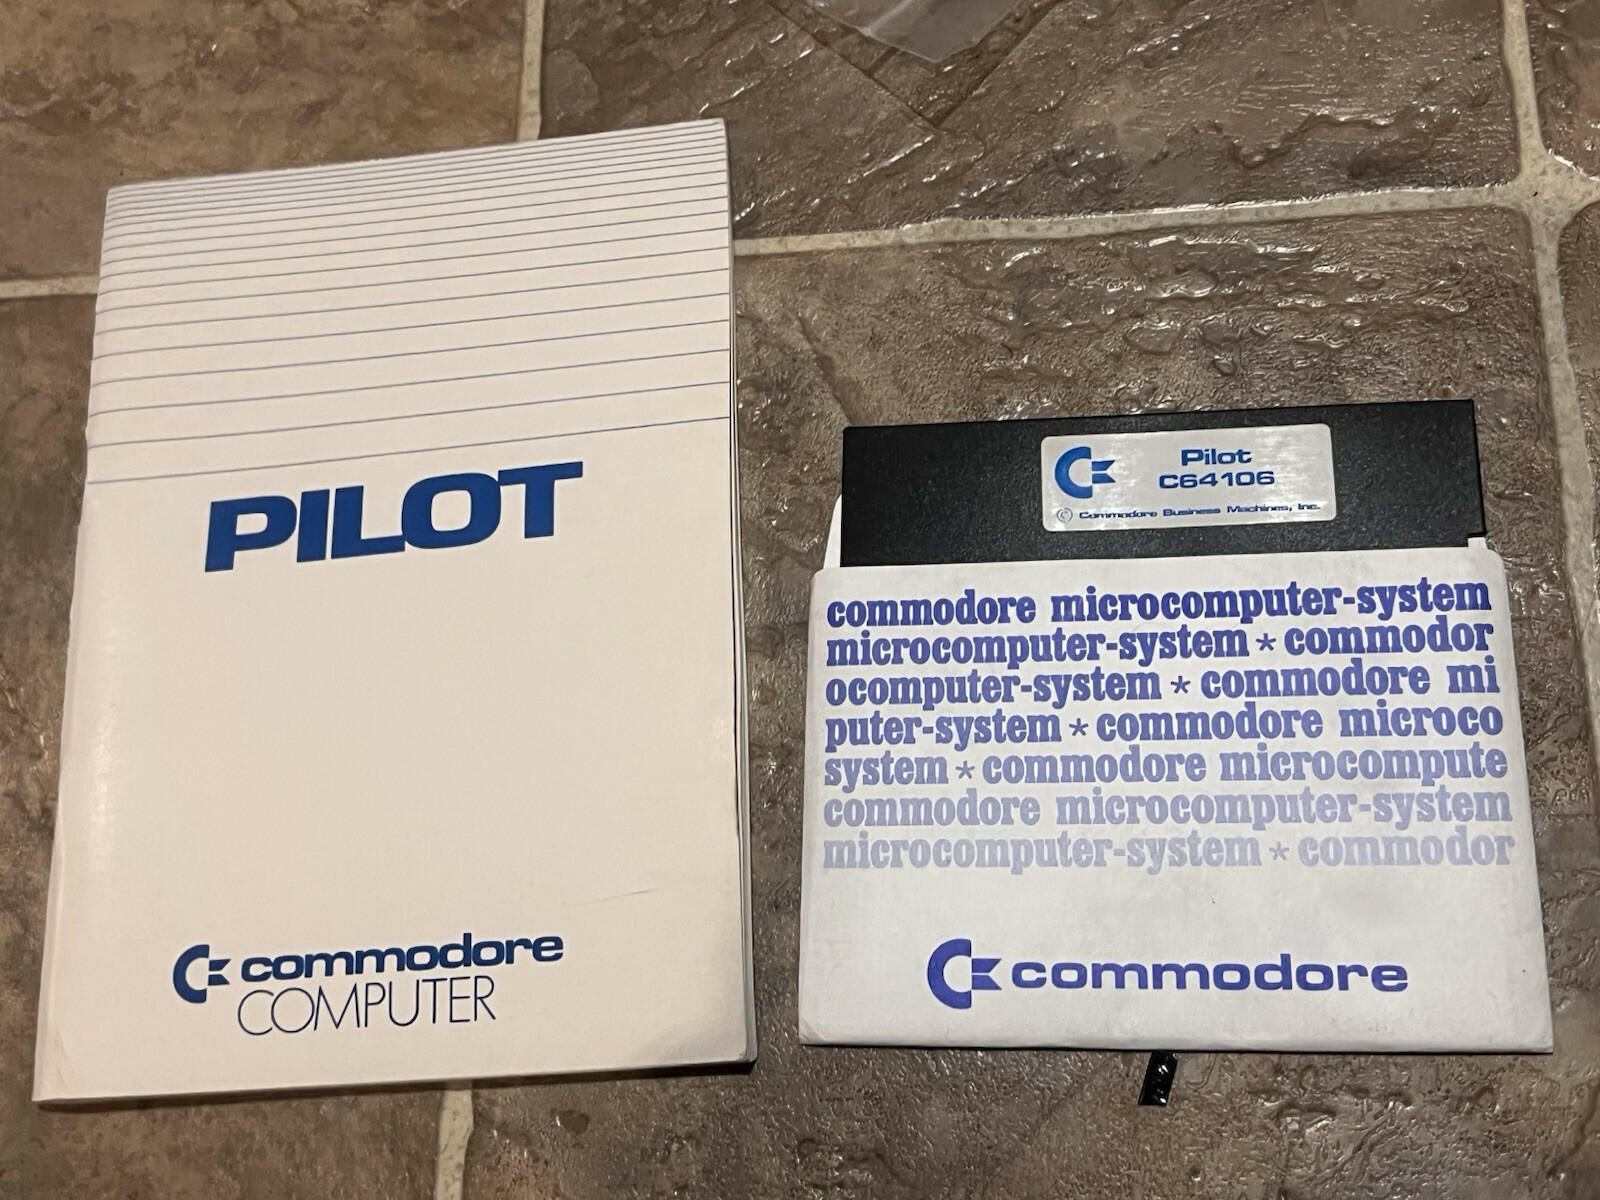 PILOT
commodore
COMPUTER
Pilot
C64106
© Commodore Business Machines, Inc.
commodore microcomputer-system
microcomputer-system * commodor
ocomputer-system * commodore mi
puter-system * commodore microco
system * commodore microcompute
commodore microcomputer-system
microcomputer-system * commodor
commodore